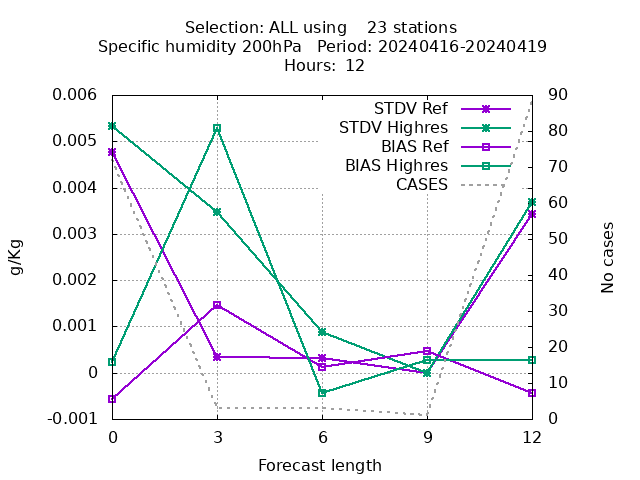 Selection: ALL using    23 stations
Specific humidity 200hPa   Period: 20240416-20240419
Hours: 12
STDV Ref
STDV Highres
BIAS Ref
BIAS Highres
CASES
0.006
0.005
0.004
0.003
0.002
0.001
0
-0.001
90
80
70
60
50
40
30
20
10
0
0 3 6 9 12
g/Kg
No cases
Forecast length